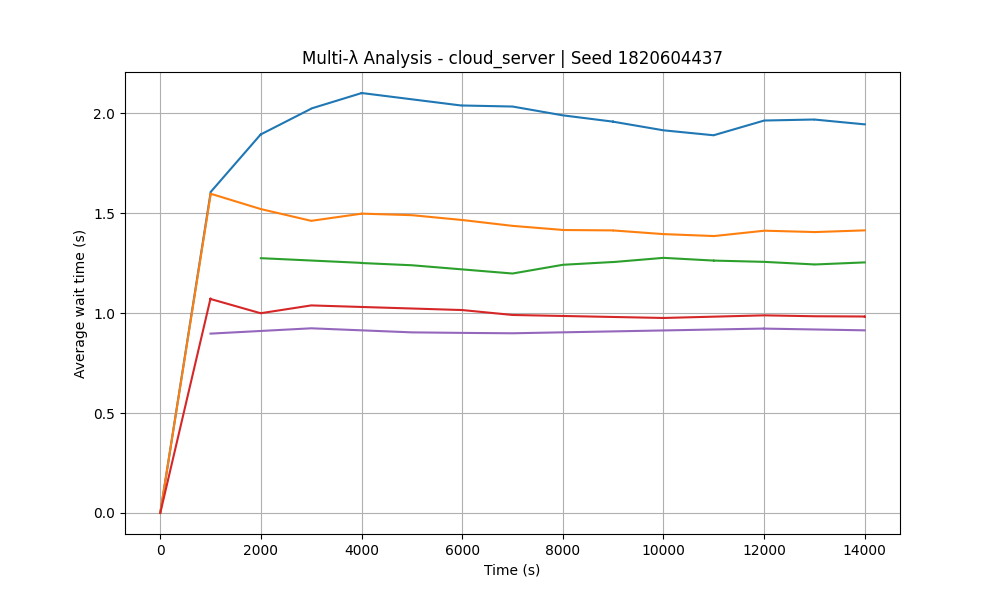 Multi-λ Analysis - cloud_server | Seed 1820604437
Average wait time (s)
2.0
1.5
1.0
0.5
0.0
0 2000 4000 6000 8000 10000 12000 14000
Time (s)